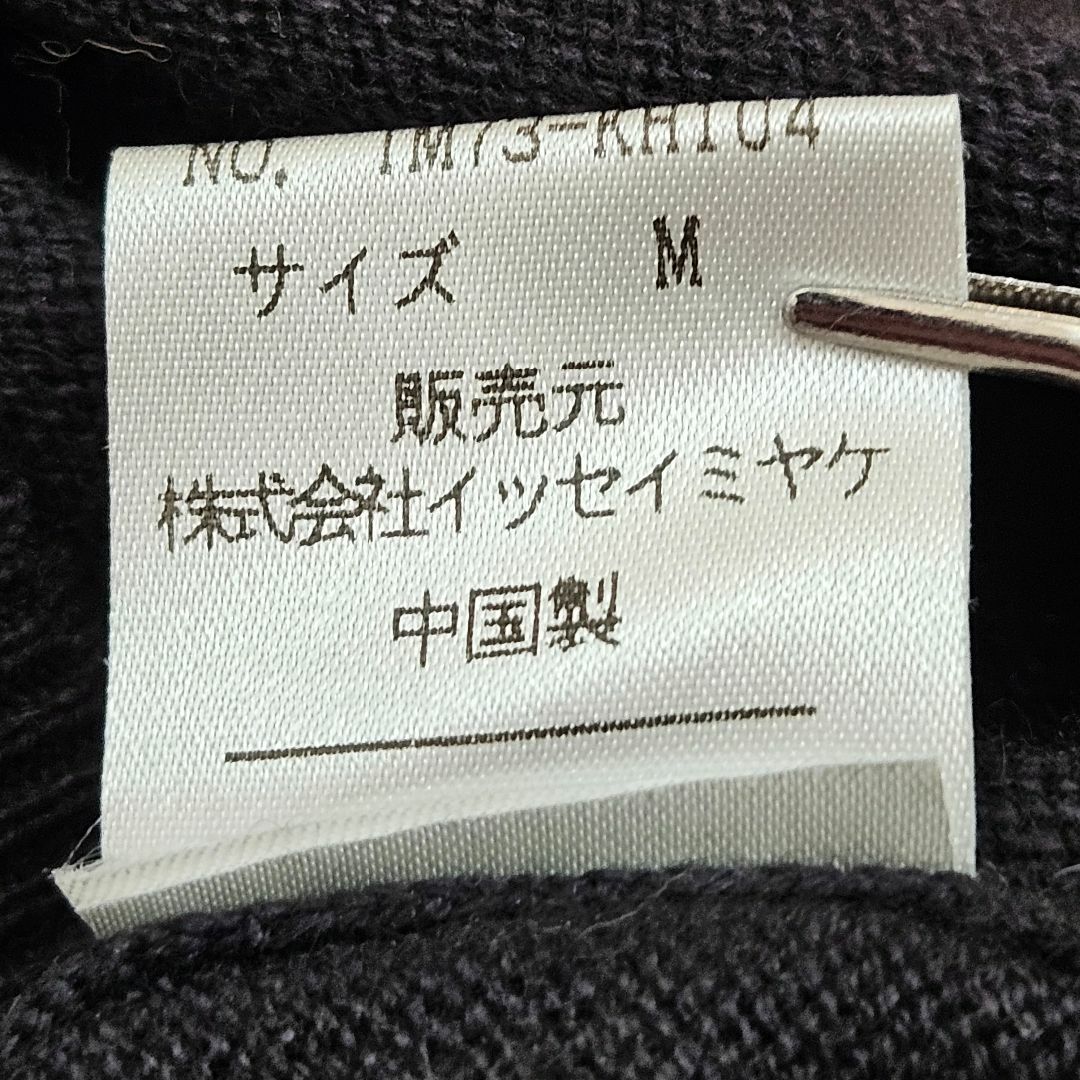 NO. IM73-KH104
サイズ M
販売元
株式会社イッセイミヤケ
中国製